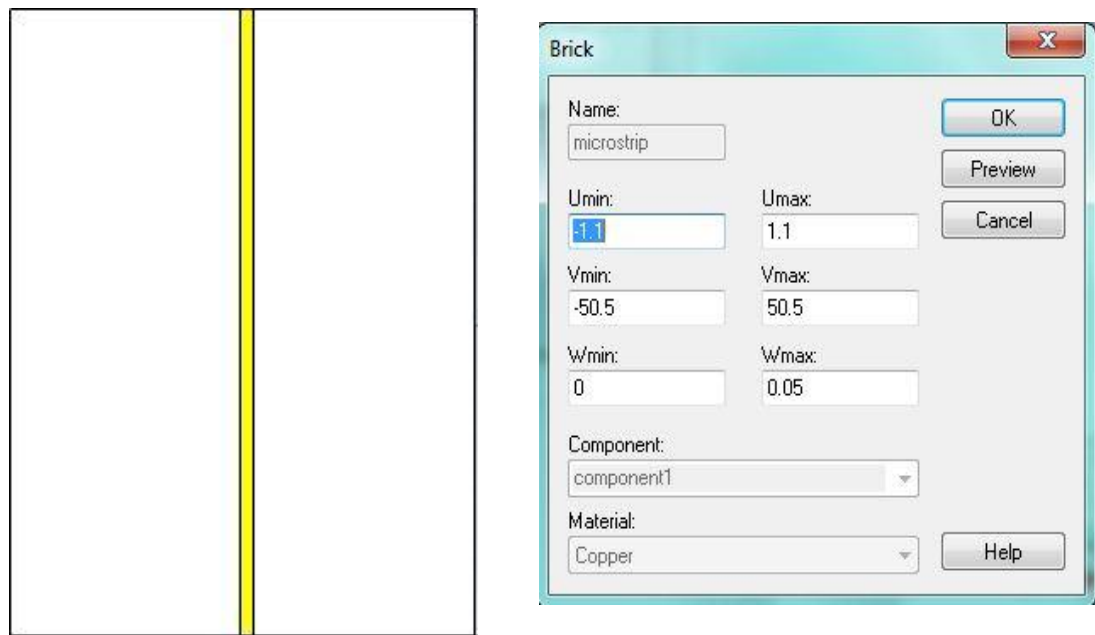 Brick
x
Name:
microstrip
OK
Preview
Umin:
Umax:
Cancel
-1.1
1.1
Vmin:
Vmax:
-50.5
50.5
Wmin:
Wmax:
0
0.05
Component:
component1
Material:
Copper
Help